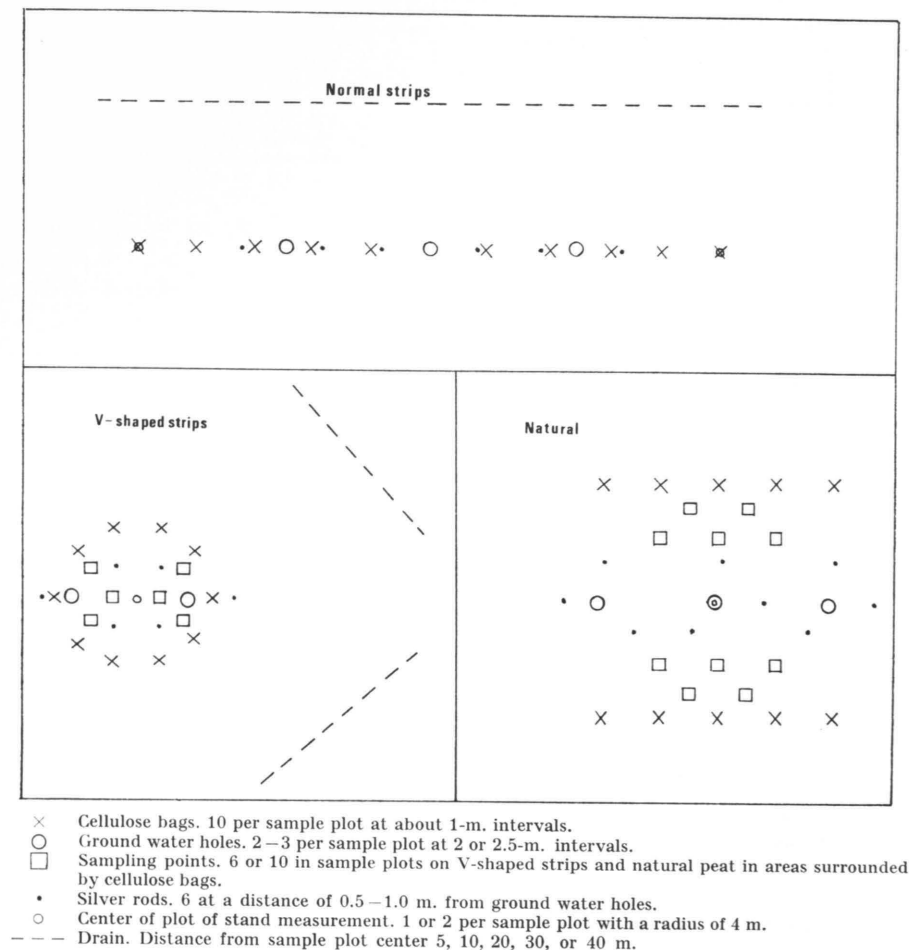 Normal strips
V-shaped strips
Natural
Cellulose bags. 10 per sample plot at about 1-m. intervals.
Ground water holes. 2–3 per sample plot at 2 or 2.5-m. intervals.
Sampling points. 6 or 10 in sample plots on V-shaped strips and natural peat in areas surrounded
by cellulose bags.
Silver rods. 6 at a distance of 0.5–1.0 m. from ground water holes.
Center of plot of stand measurement. 1 or 2 per sample plot with a radius of 4 m.
Drain. Distance from sample plot center 5, 10, 20, 30, or 40 m.